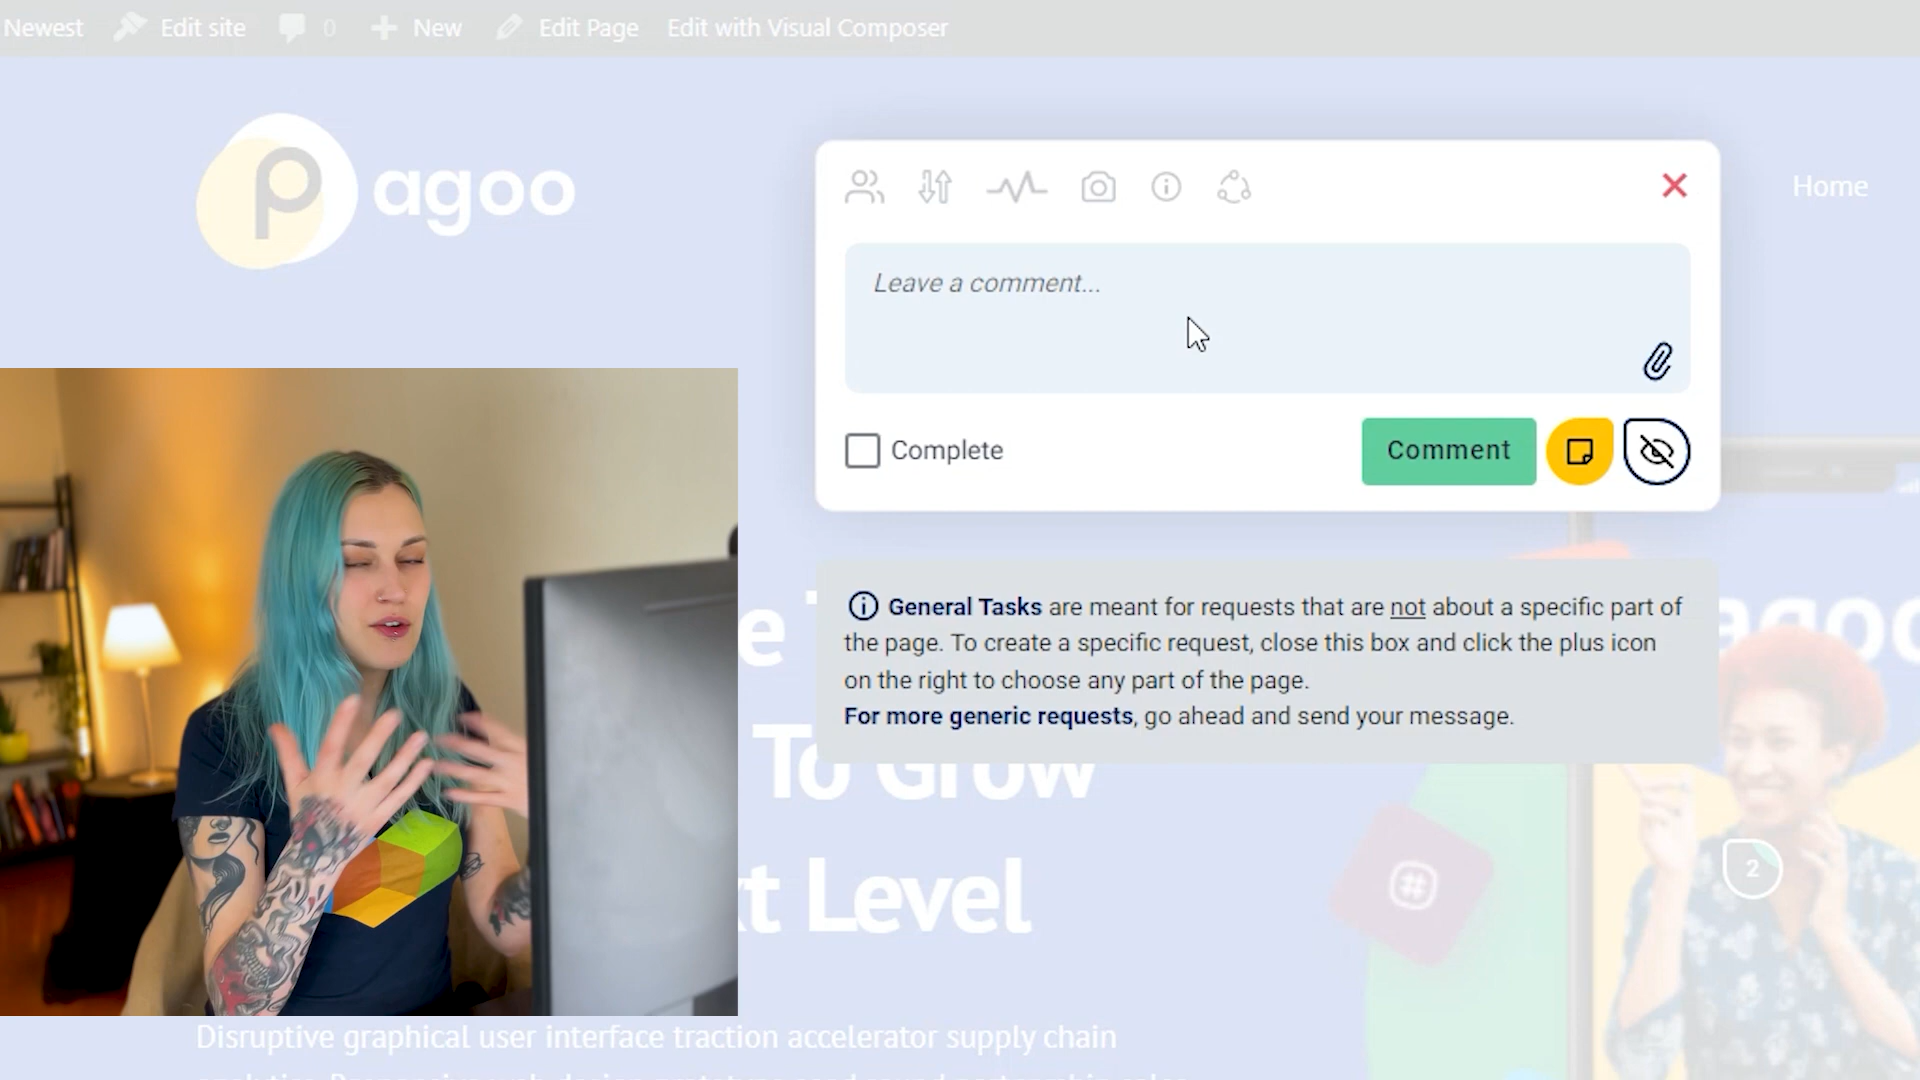 Newest Edit site 0 New Edit Page Edit with Visual Composer
p agoo
Home
Leave a comment...
Complete
Comment
General Tasks are meant for requests that are not about a specific part of
the page. To create a specific request, close this box and click the plus icon
on the right to choose any part of the page.
For more generic requests, go ahead and send your message.
agoo
To Grow
Level
#
2
Disruptive graphical user interface traction accelerator supply chain